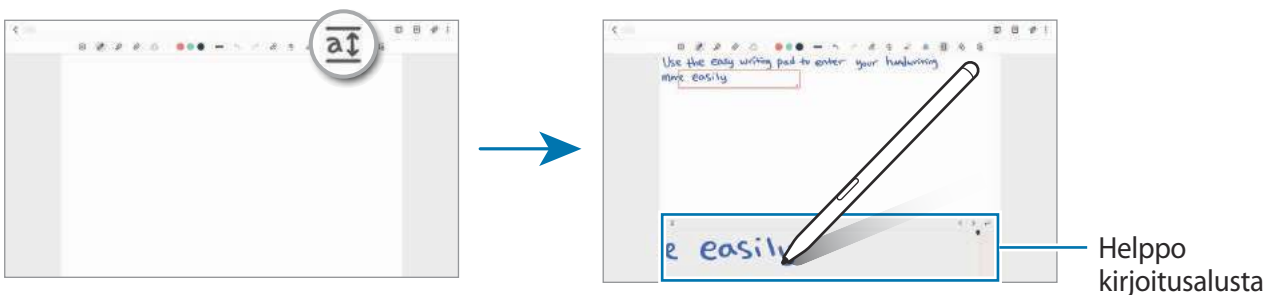 Use the easy writing pad to enter your handwriting
more easily
e easily
Helppo
kirjoitusalusta